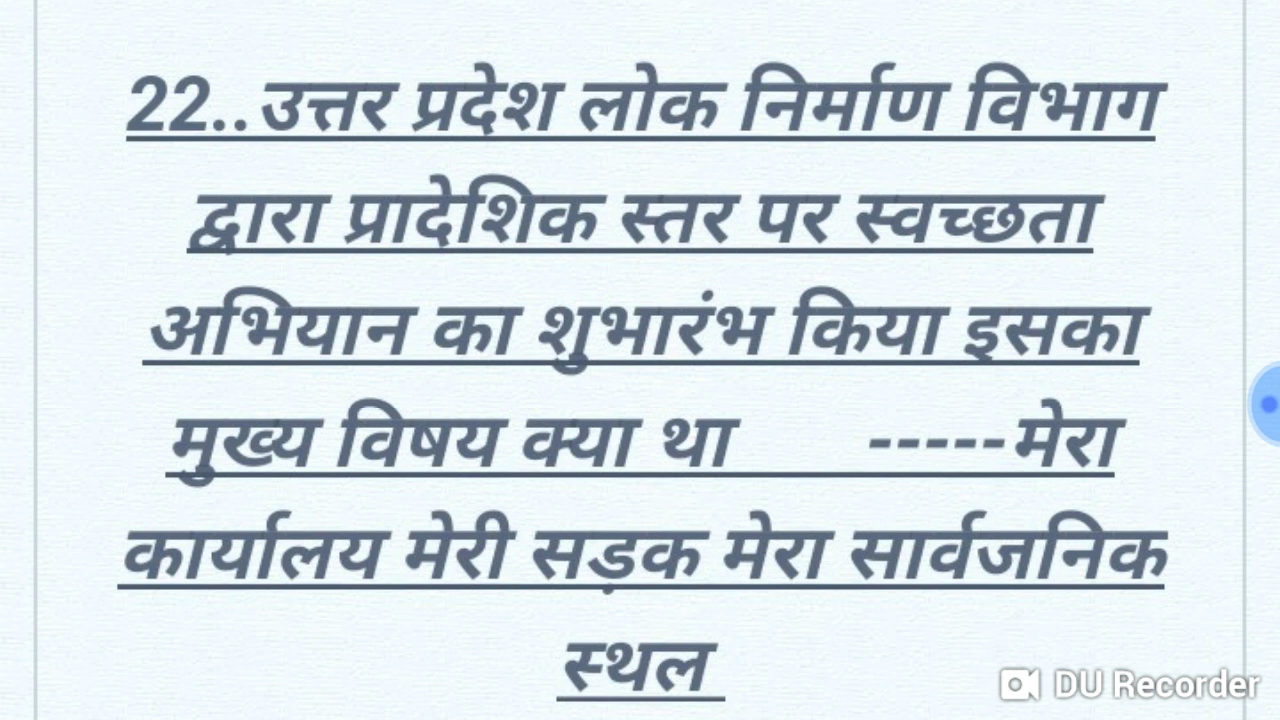 22..उत्तर प्रदेश लोक निर्माण विभाग
द्वारा प्रादेशिक स्तर पर स्वच्छता
अभियान का शुभारंभ किया इसका
मुख्य विषय क्या था -----मेरा
कार्यालय मेरी सड़क मेरा सार्वजनिक
स्थल
DU Recorder